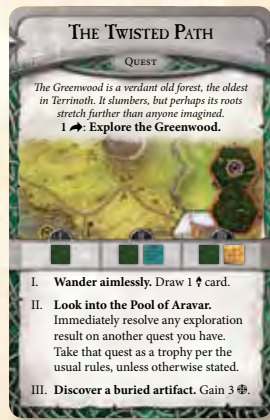 THE TWISTED PATH
QUEST
The Greenwood is a verdant old forest, the oldest
in Terrinoth. It slumbers, but perhaps its roots
stretch further than anyone imagined.
1 : Explore the Greenwood.
I. Wander aimlessly. Draw 1 card.
II. Look into the Pool of Aravar.
Immediately resolve any exploration
result on another quest you have.
Take that quest as a trophy per the
usual rules, unless otherwise stated.
III. Discover a buried artifact. Gain 3 .